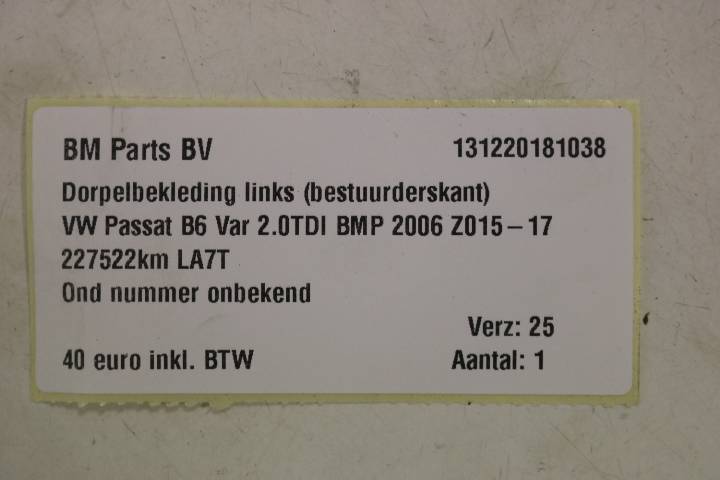 BM Parts BV 131220181038
Dorpelbekleding links (bestuurderskant)
VW Passat B6 Var 2.0TDI BMP 2006 Z015-17
227522km LA7T
Ond nummer onbekend
Verz: 25
40 euro inkl. BTW Aantal: 1